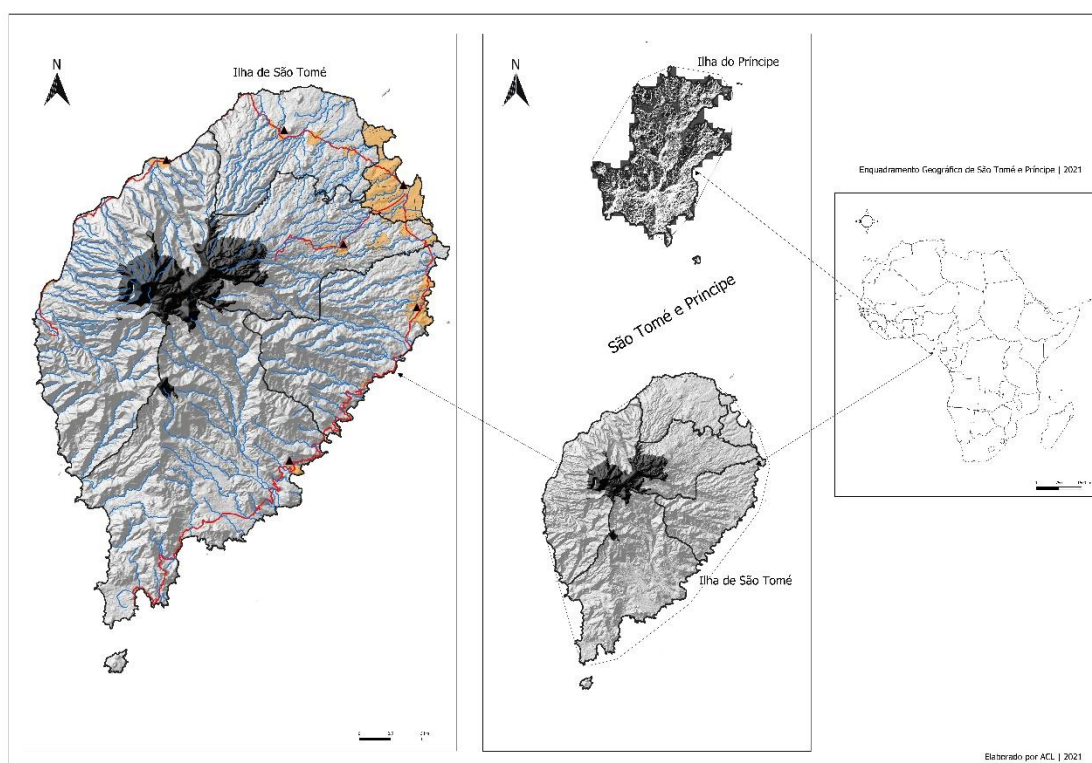 N
Ilha de São Tomé
N
Ilha do Príncipe
São Tomé e Príncipe
Ilha de São Tomé
Enquadramento Geográfico de São Tomé e Príncipe | 2021
Elaborado por ACL | 2021